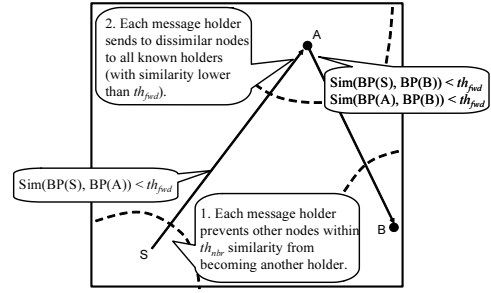 2. Each message holder
sends to dissimilar nodes
to all known holders
(with similarity lower
than th_fwd).
A
Sim(BP(S), BP(B)) < th_fwd
Sim(BP(A), BP(B)) < th_fwd
Sim(BP(S), BP(A)) < th_fwd
1. Each message holder
prevents other nodes within
th_nbr similarity from
becoming another holder.
B
S